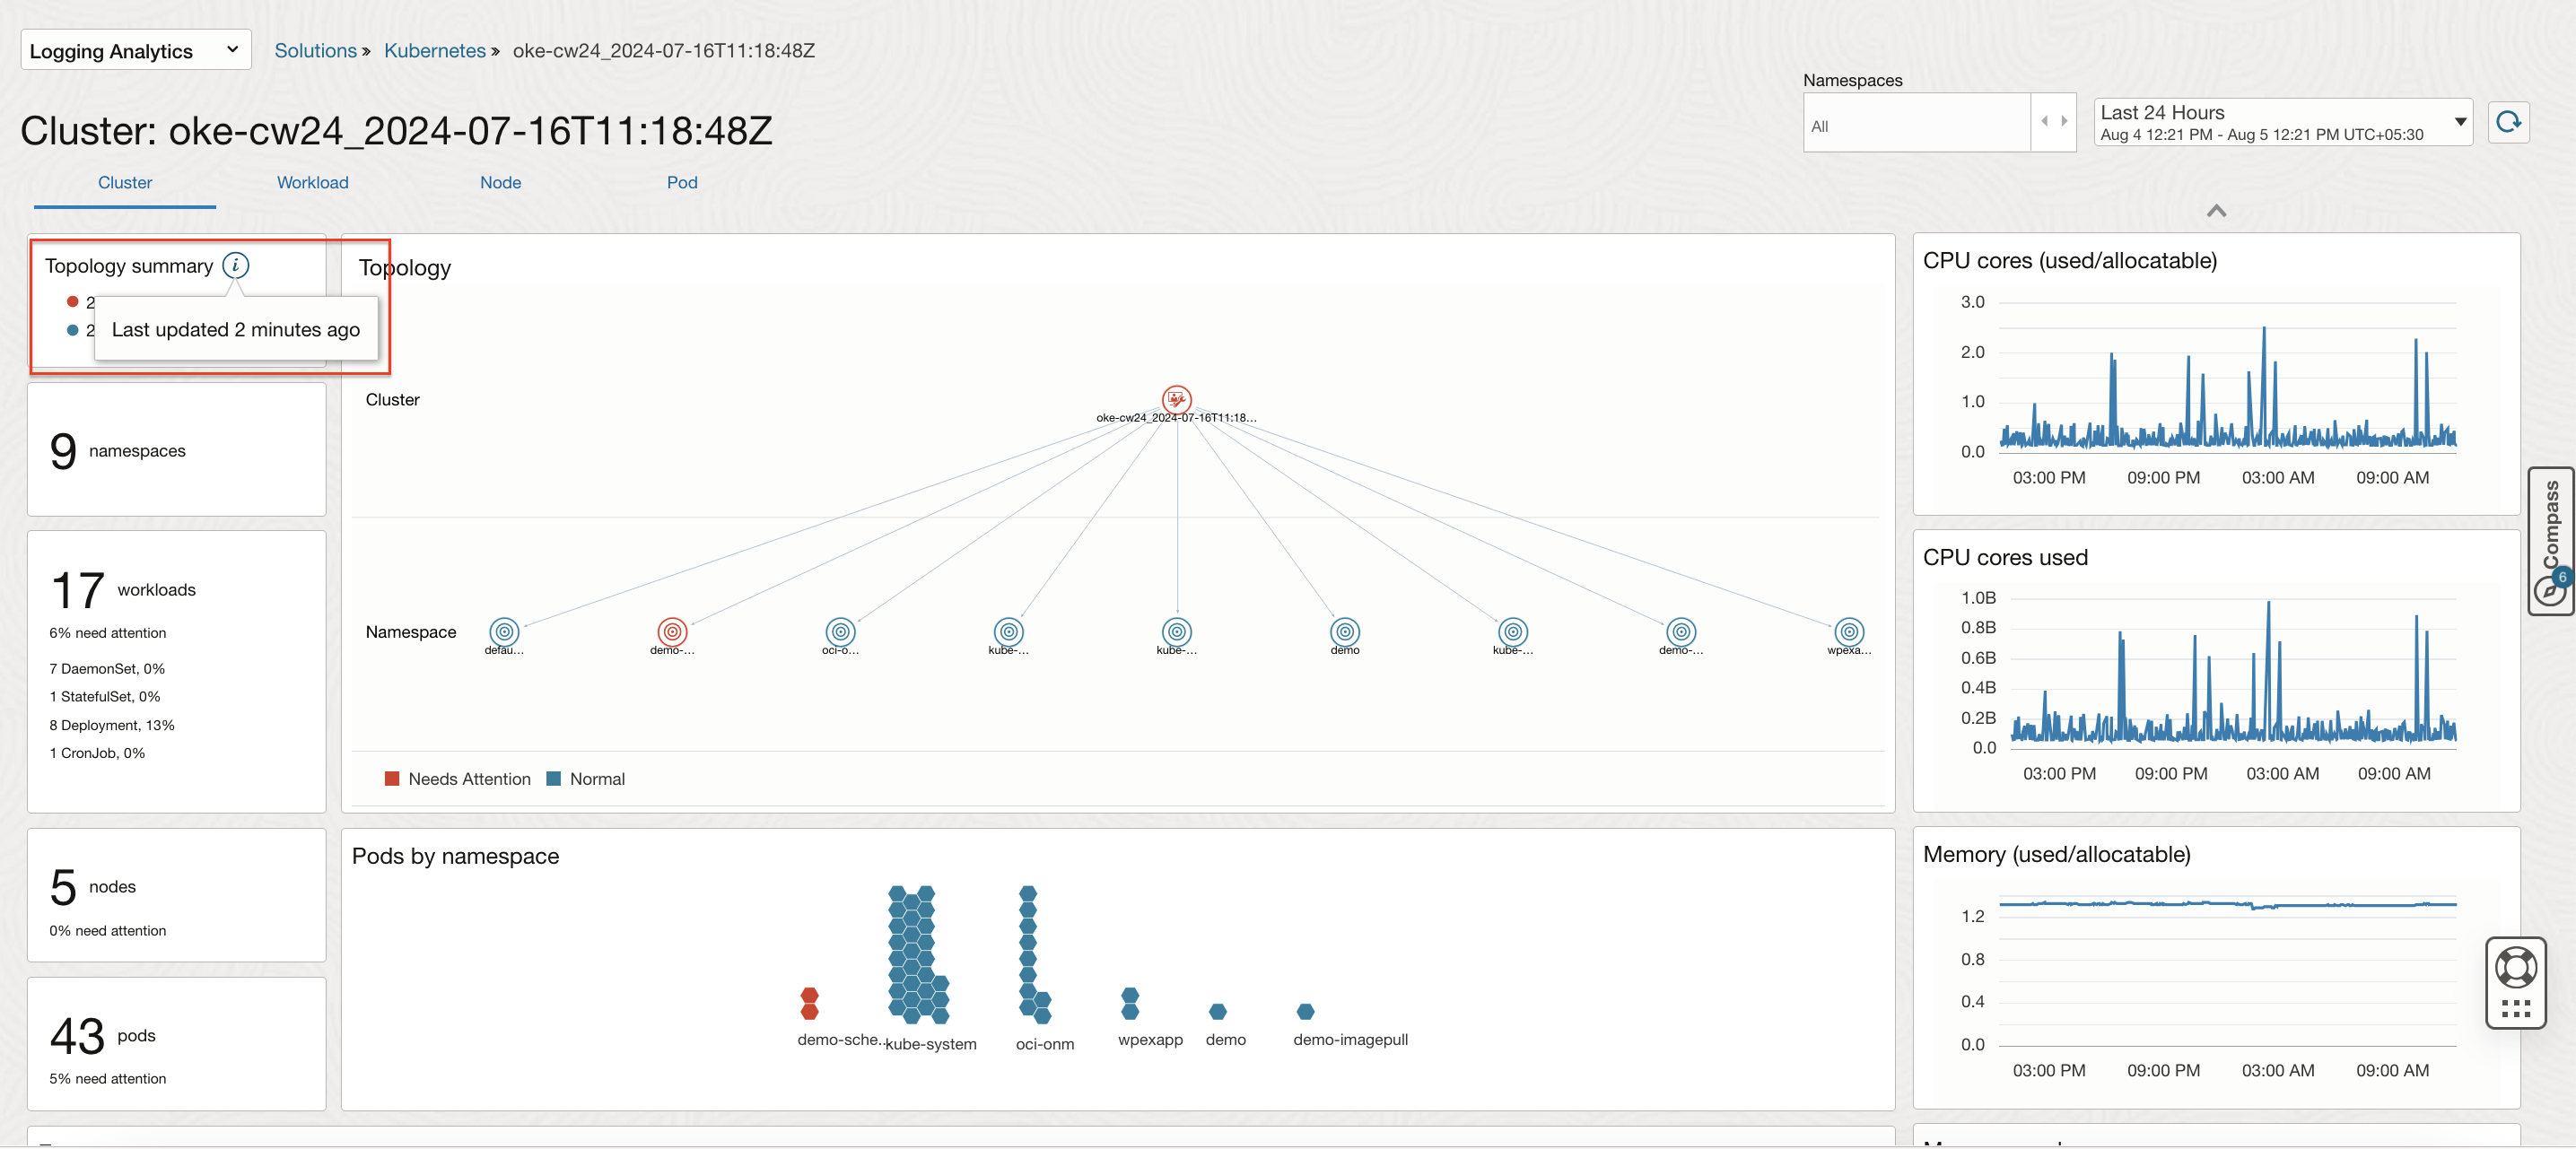 Logging Analytics
Solutions » Kubernetes » oke-cw24_2024-07-16T11:18:48Z
Namespaces
All
Last 24 Hours
Aug 4 12:21 PM - Aug 5 12:21 PM UTC+05:30
Cluster: oke-cw24_2024-07-16T11:18:48Z
Cluster
Workload
Node
Pod
Topology summary
i
2
2
Last updated 2 minutes ago
9 namespaces
17 workloads
6% need attention
7 DaemonSet, 0%
1 StatefulSet, 0%
8 Deployment, 13%
1 CronJob, 0%
5 nodes
0% need attention
43 pods
5% need attention
Topology
Cluster
oke-cw24_2024-07-16T11:18...
Namespace
defau...
demo-...
oci-o...
kube-...
kube-...
demo
kube-...
demo-...
wpexa...
Needs Attention
Normal
Pods by namespace
demo-sche...
kube-system
oci-onm
wpexapp
demo
demo-imagepull
CPU cores (used/allocatable)
3.0
2.0
1.0
0.0
03:00 PM
09:00 PM
03:00 AM
09:00 AM
CPU cores used
1.0B
0.8B
0.6B
0.4B
0.2B
0.0
03:00 PM
09:00 PM
03:00 AM
09:00 AM
Memory (used/allocatable)
1.2
0.8
0.4
0.0
03:00 PM
09:00 PM
03:00 AM
09:00 AM
Compass
6